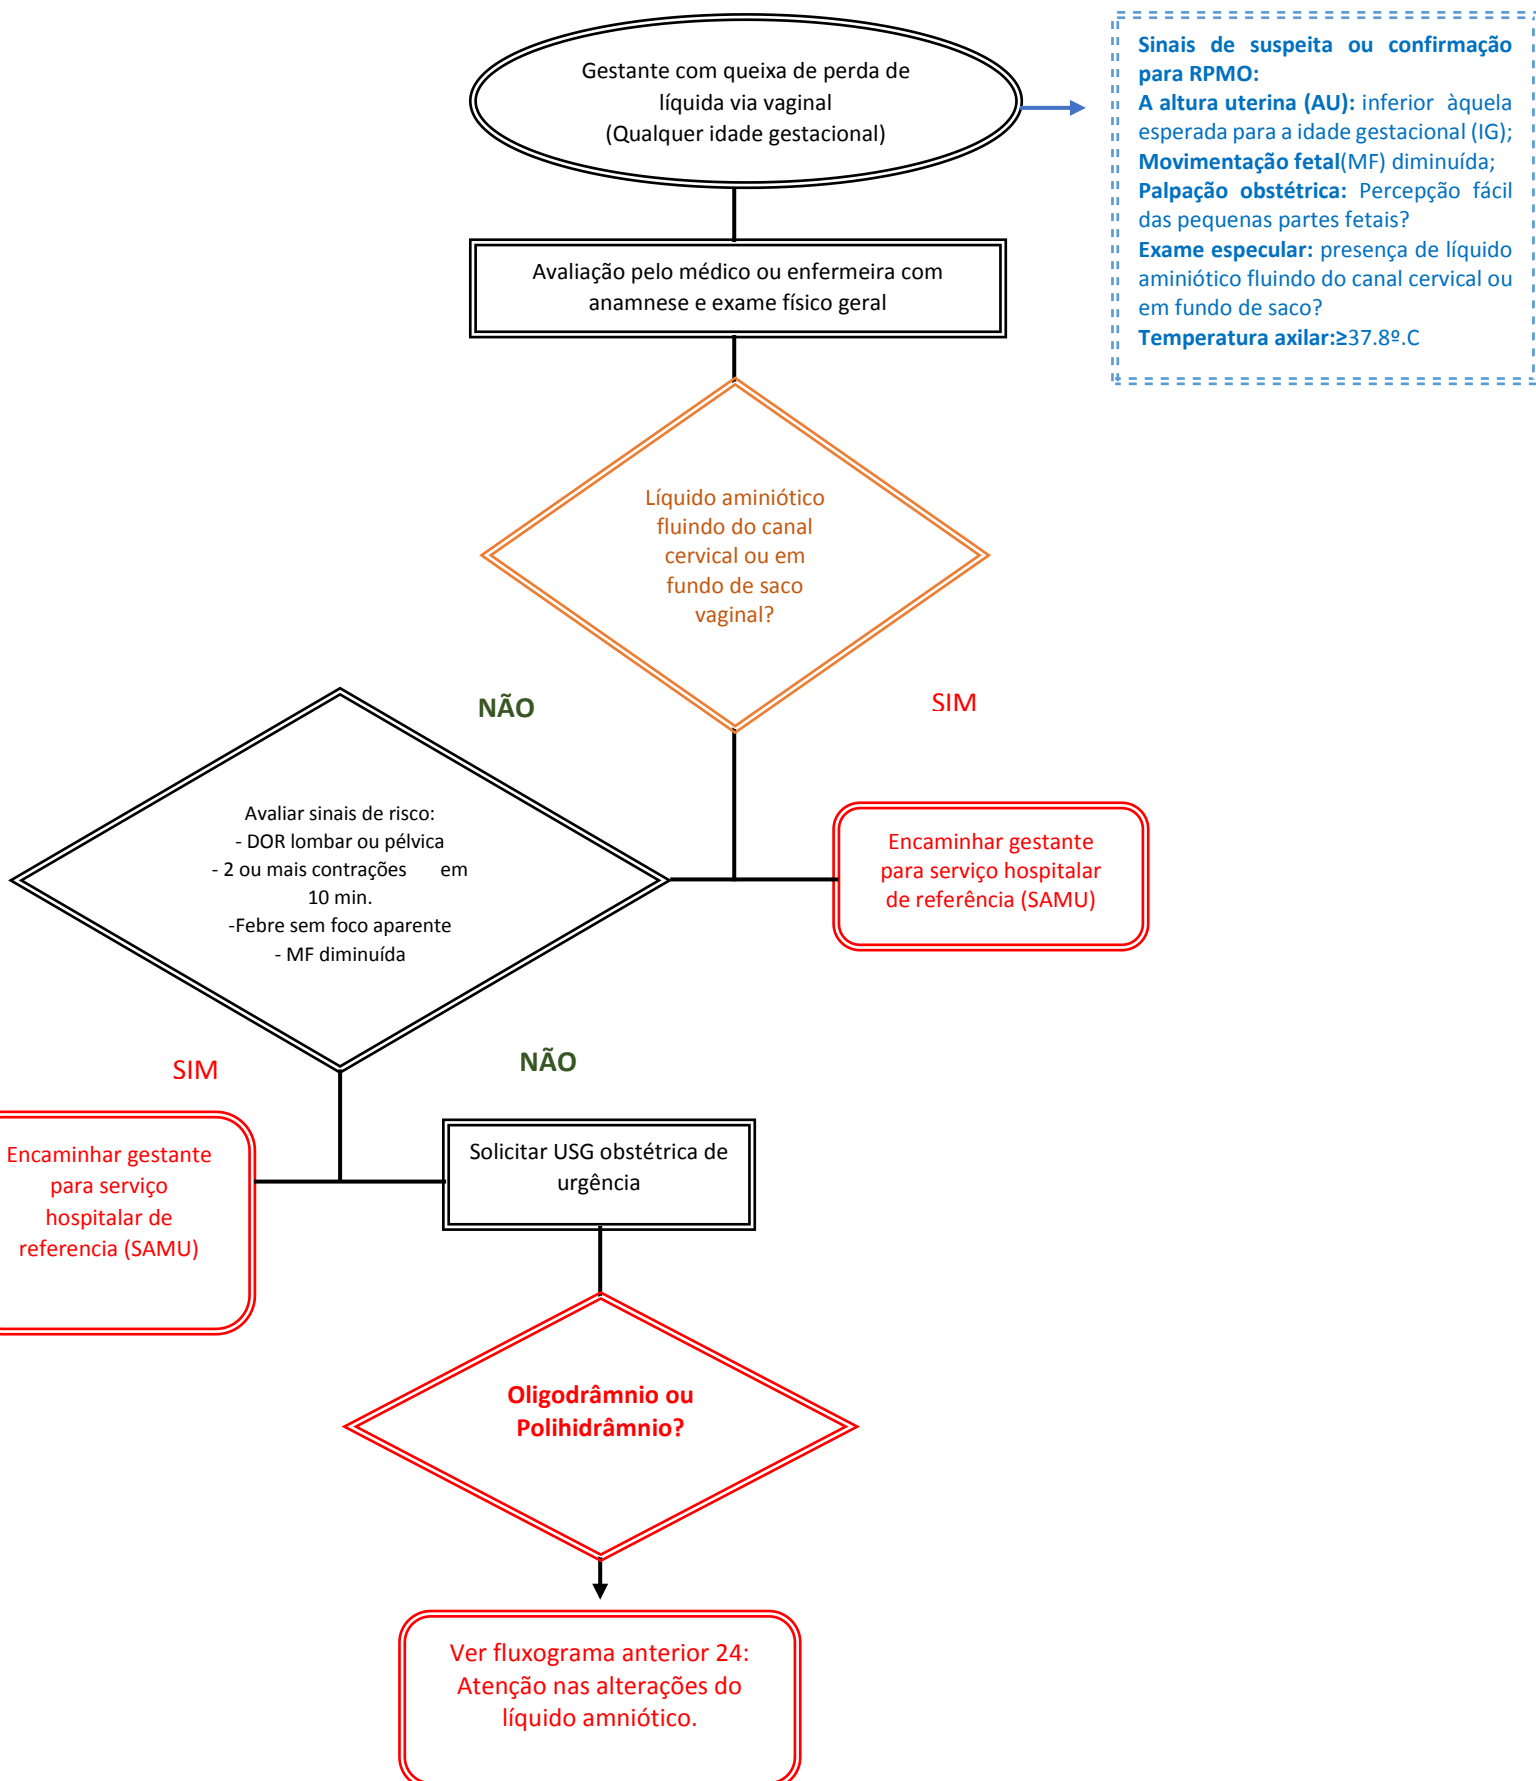 Gestante com queixa de perda de
líquida via vaginal
(Qualquer idade gestacional)
Sinais de suspeita ou confirmação
para RPMO:
A altura uterina (AU): inferior àquela
esperada para a idade gestacional (IG);
Movimentação fetal(MF) diminuída;
Palpação obstétrica: Percepção fácil
das pequenas partes fetais?
Exame especular: presença de líquido
aminiótico fluindo do canal cervical ou
em fundo de saco?
Temperatura axilar:≥37.8º.C
Avaliação pelo médico ou enfermeira com
anamnese e exame físico geral
Líquido aminiótico
fluindo do canal
cervical ou em
fundo de saco
vaginal?
NÃO
SIM
Avaliar sinais de risco:
- DOR lombar ou pélvica
- 2 ou mais contrações em
10 min.
-Febre sem foco aparente
- MF diminuída
Encaminhar gestante
para serviço hospitalar
de referência (SAMU)
SIM
NÃO
Encaminhar gestante
para serviço
hospitalar de
referencia (SAMU)
Solicitar USG obstétrica de
urgência
Oligodrâmnio ou
Polihidrâmnio?
Ver fluxograma anterior 24:
Atenção nas alterações do
líquido amniótico.